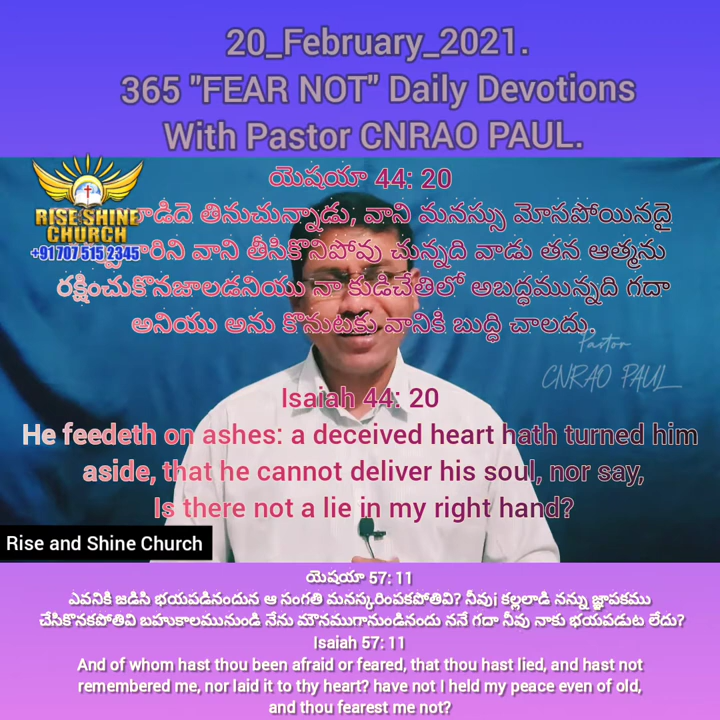 20_February_2021.
365 "FEAR NOT" Daily Devotions
With Pastor CNRAO PAUL.
యెషయా 44: 20
RISE SHINE
CHURCH
+91 707 515 2345
తినుచున్నాడు, వాని మనస్సు మోసపోయినదై
వాని తీసికొనిపోవు చున్నది వాడు తన ఆత్మను
రక్షించుకొనజాలడనియు నా కుడిచేతిలో అబద్ధమున్నది గదా
అనియు అను కొనుటకు వానికి బుద్ధి చాలదు.
Pastor
CNRAO PAUL
Isaiah 44: 20
He feedeth on ashes: a deceived heart hath turned him
aside, that he cannot deliver his soul, nor say,
Is there not a lie in my right hand?
Rise and Shine Church
యెషయా 57: 11
ఎవనికి జడిసి భయపడినందున ఆ సంగతి మనస్కరింపకపోతివి? నీవుj కల్లలాడి నన్ను జ్ఞాపకము
చేసికొనకపోతివి బహుకాలమునుండి నేను మౌనముగానుండినందు ననే గదా నీవు నాకు భయపడుట లేదు?
Isaiah 57: 11
And of whom hast thou been afraid or feared, that thou hast lied, and hast not
remembered me, nor laid it to thy heart? have not I held my peace even of old,
and thou fearest me not?